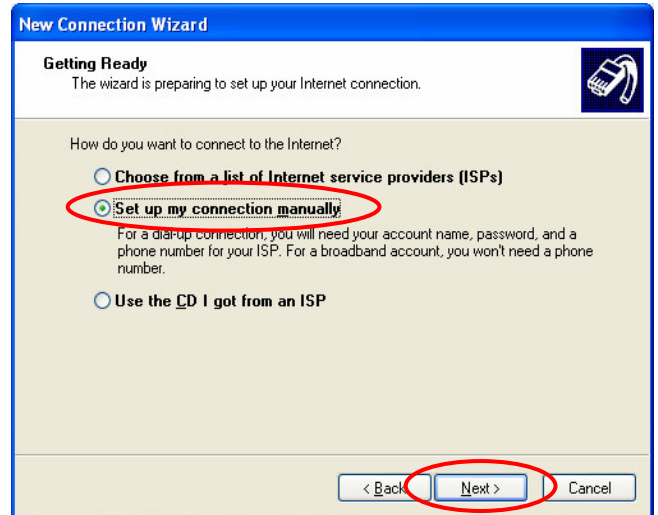 New Connection Wizard
Getting Ready
The wizard is preparing to set up your Internet connection.
How do you want to connect to the Internet?
Choose from a list of Internet service providers (ISPs)
Set up my connection manually
For a dial-up connection, you will need your account name, password, and a
phone number for your ISP. For a broadband account, you won't need a phone
number.
Use the CD I got from an ISP
< Back Next > Cancel